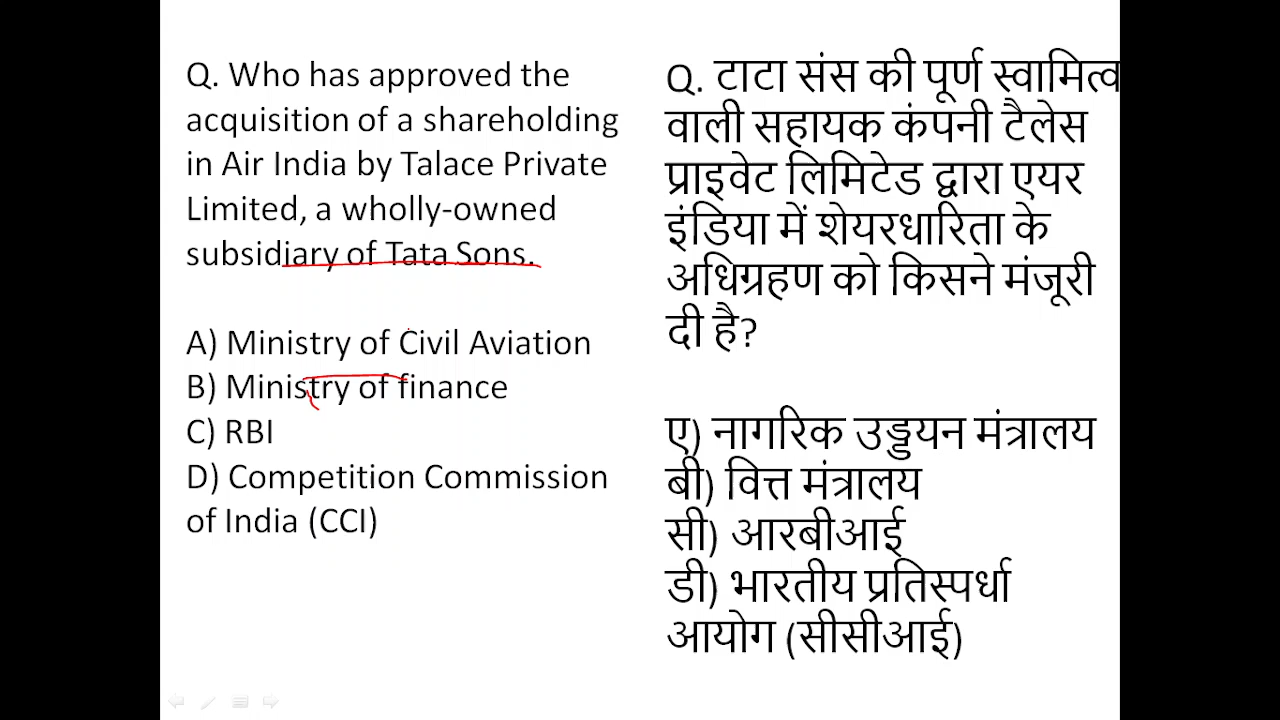 Q. Who has approved the
acquisition of a shareholding
in Air India by Talace Private
Limited, a wholly-owned
subsidiary of Tata Sons.
A) Ministry of Civil Aviation
B) Ministry of finance
C) RBI
D) Competition Commission
of India (CCI)
Q. टाटा संस की पूर्ण स्वामित्व
वाली सहायक कंपनी टैलेस
प्राइवेट लिमिटेड द्वारा एयर
इंडिया में शेयरधारिता के
अधिग्रहण को किसने मंजूरी
दी है?
ए) नागरिक उड्डयन मंत्रालय
बी) वित्त मंत्रालय
सी) आरबीआई
डी) भारतीय प्रतिस्पर्धा
आयोग (सीसीआई)